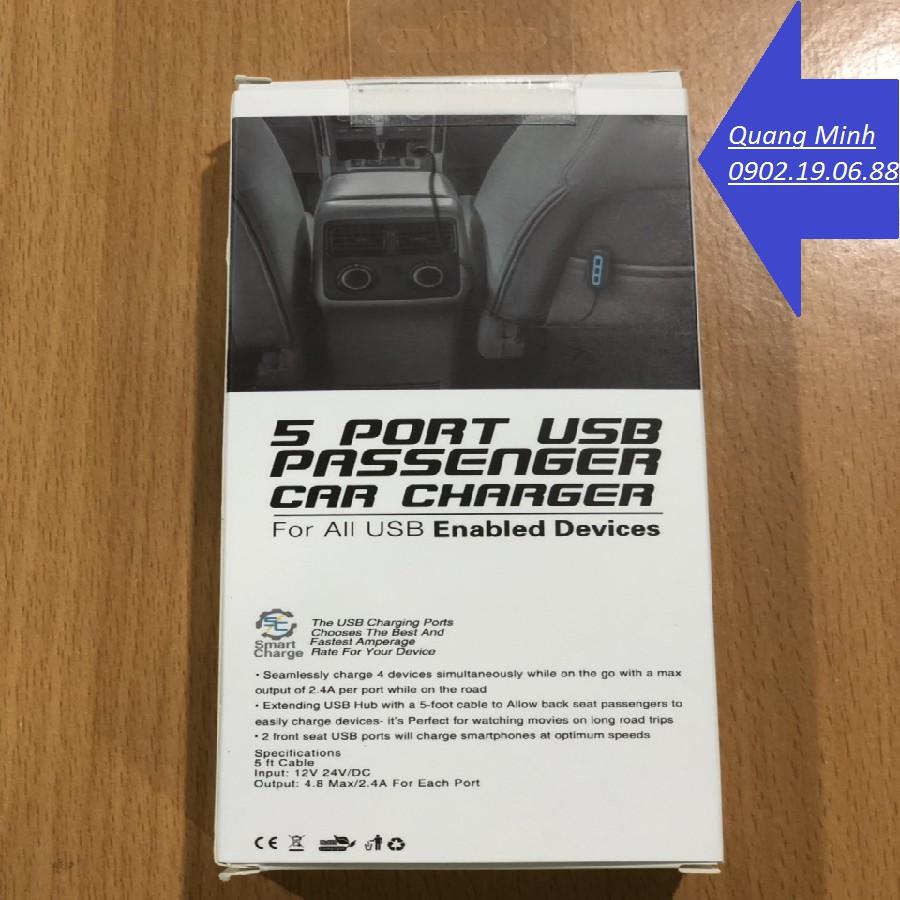 Quang Minh
0902.19.06.88
5 PORT USB
PASSENGER
CAR CHARGER
For All USB Enabled Devices
SC
Smart
Charge
The USB Charging Ports
Chooses The Best And
Fastest Amperage
Rate For Your Device
• Seamlessly charge 4 devices simultaneously while on the go with a max
output of 2.4A per port while on the road
• Extending USB Hub with a 5-foot cable to Allow back seat passengers to
easily charge devices- it's Perfect for watching movies on long road trips
• 2 front seat USB ports will charge smartphones at optimum speeds
Specifications
5 ft Cable
Input: 12V 24V/DC
Output: 4.8 Max/2.4A For Each Port
CE